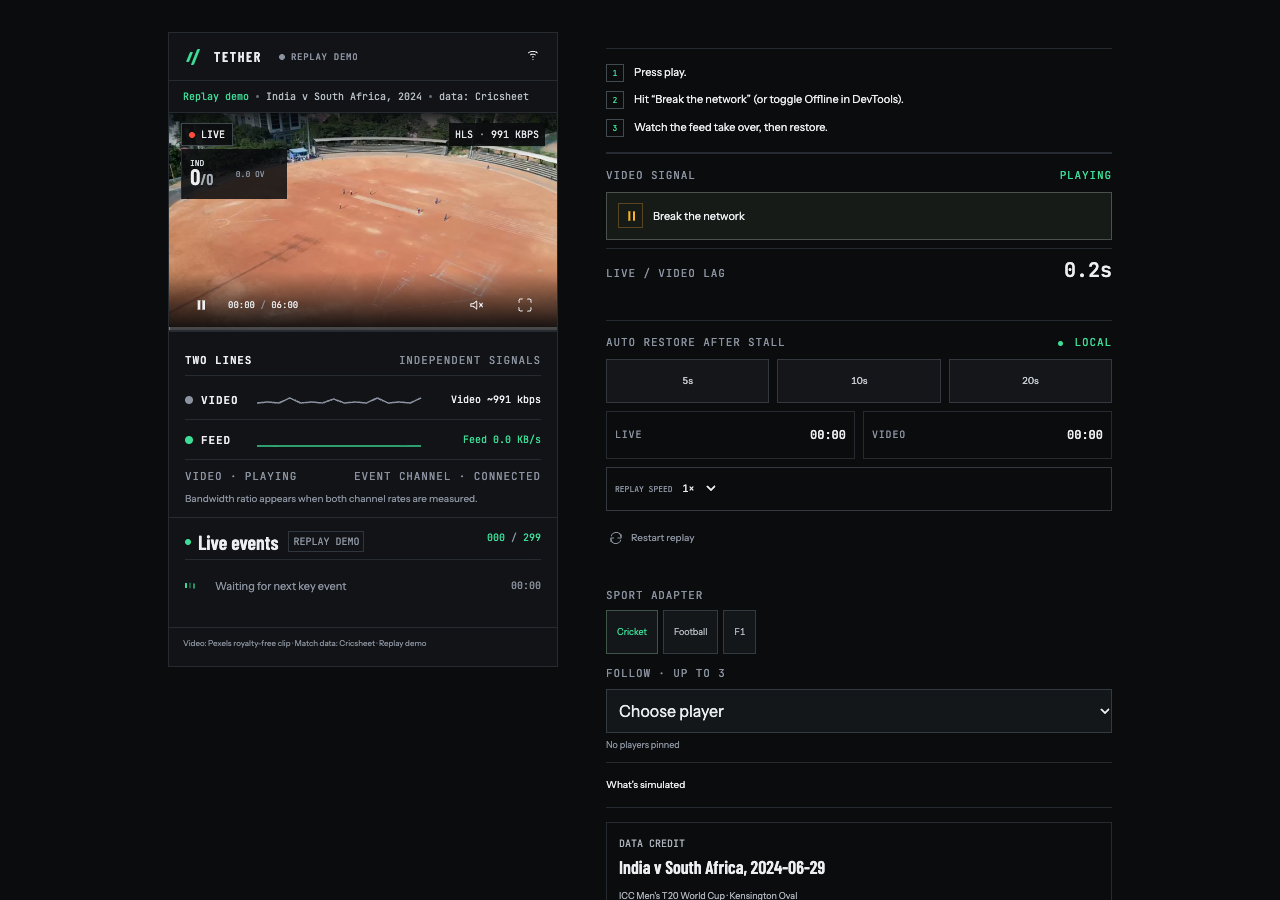 TETHER
REPLAY DEMO
Replay demo • India v South Africa, 2024 • data: Cricsheet
LIVE
HLS · 991 KBPS
IND
0/0
0.0 OV
00:00 / 06:00
TWO LINES
INDEPENDENT SIGNALS
VIDEO
Video ~991 kbps
FEED
Feed 0.0 KB/s
VIDEO · PLAYING
EVENT CHANNEL · CONNECTED
Bandwidth ratio appears when both channel rates are measured.
Live events
REPLAY DEMO
000 / 299
Waiting for next key event
00:00
Video: Pexels royalty-free clip · Match data: Cricsheet · Replay demo
1 Press play.
2 Hit “Break the network” (or toggle Offline in DevTools).
3 Watch the feed take over, then restore.
VIDEO SIGNAL
PLAYING
Break the network
LIVE / VIDEO LAG
0.2s
AUTO RESTORE AFTER STALL
LOCAL
5s
10s
20s
LIVE
00:00
VIDEO
00:00
REPLAY SPEED 1×
Restart replay
SPORT ADAPTER
Cricket
Football
F1
FOLLOW · UP TO 3
Choose player
No players pinned
What's simulated
DATA CREDIT
India v South Africa, 2024-06-29
ICC Men's T20 World Cup · Kensington Oval